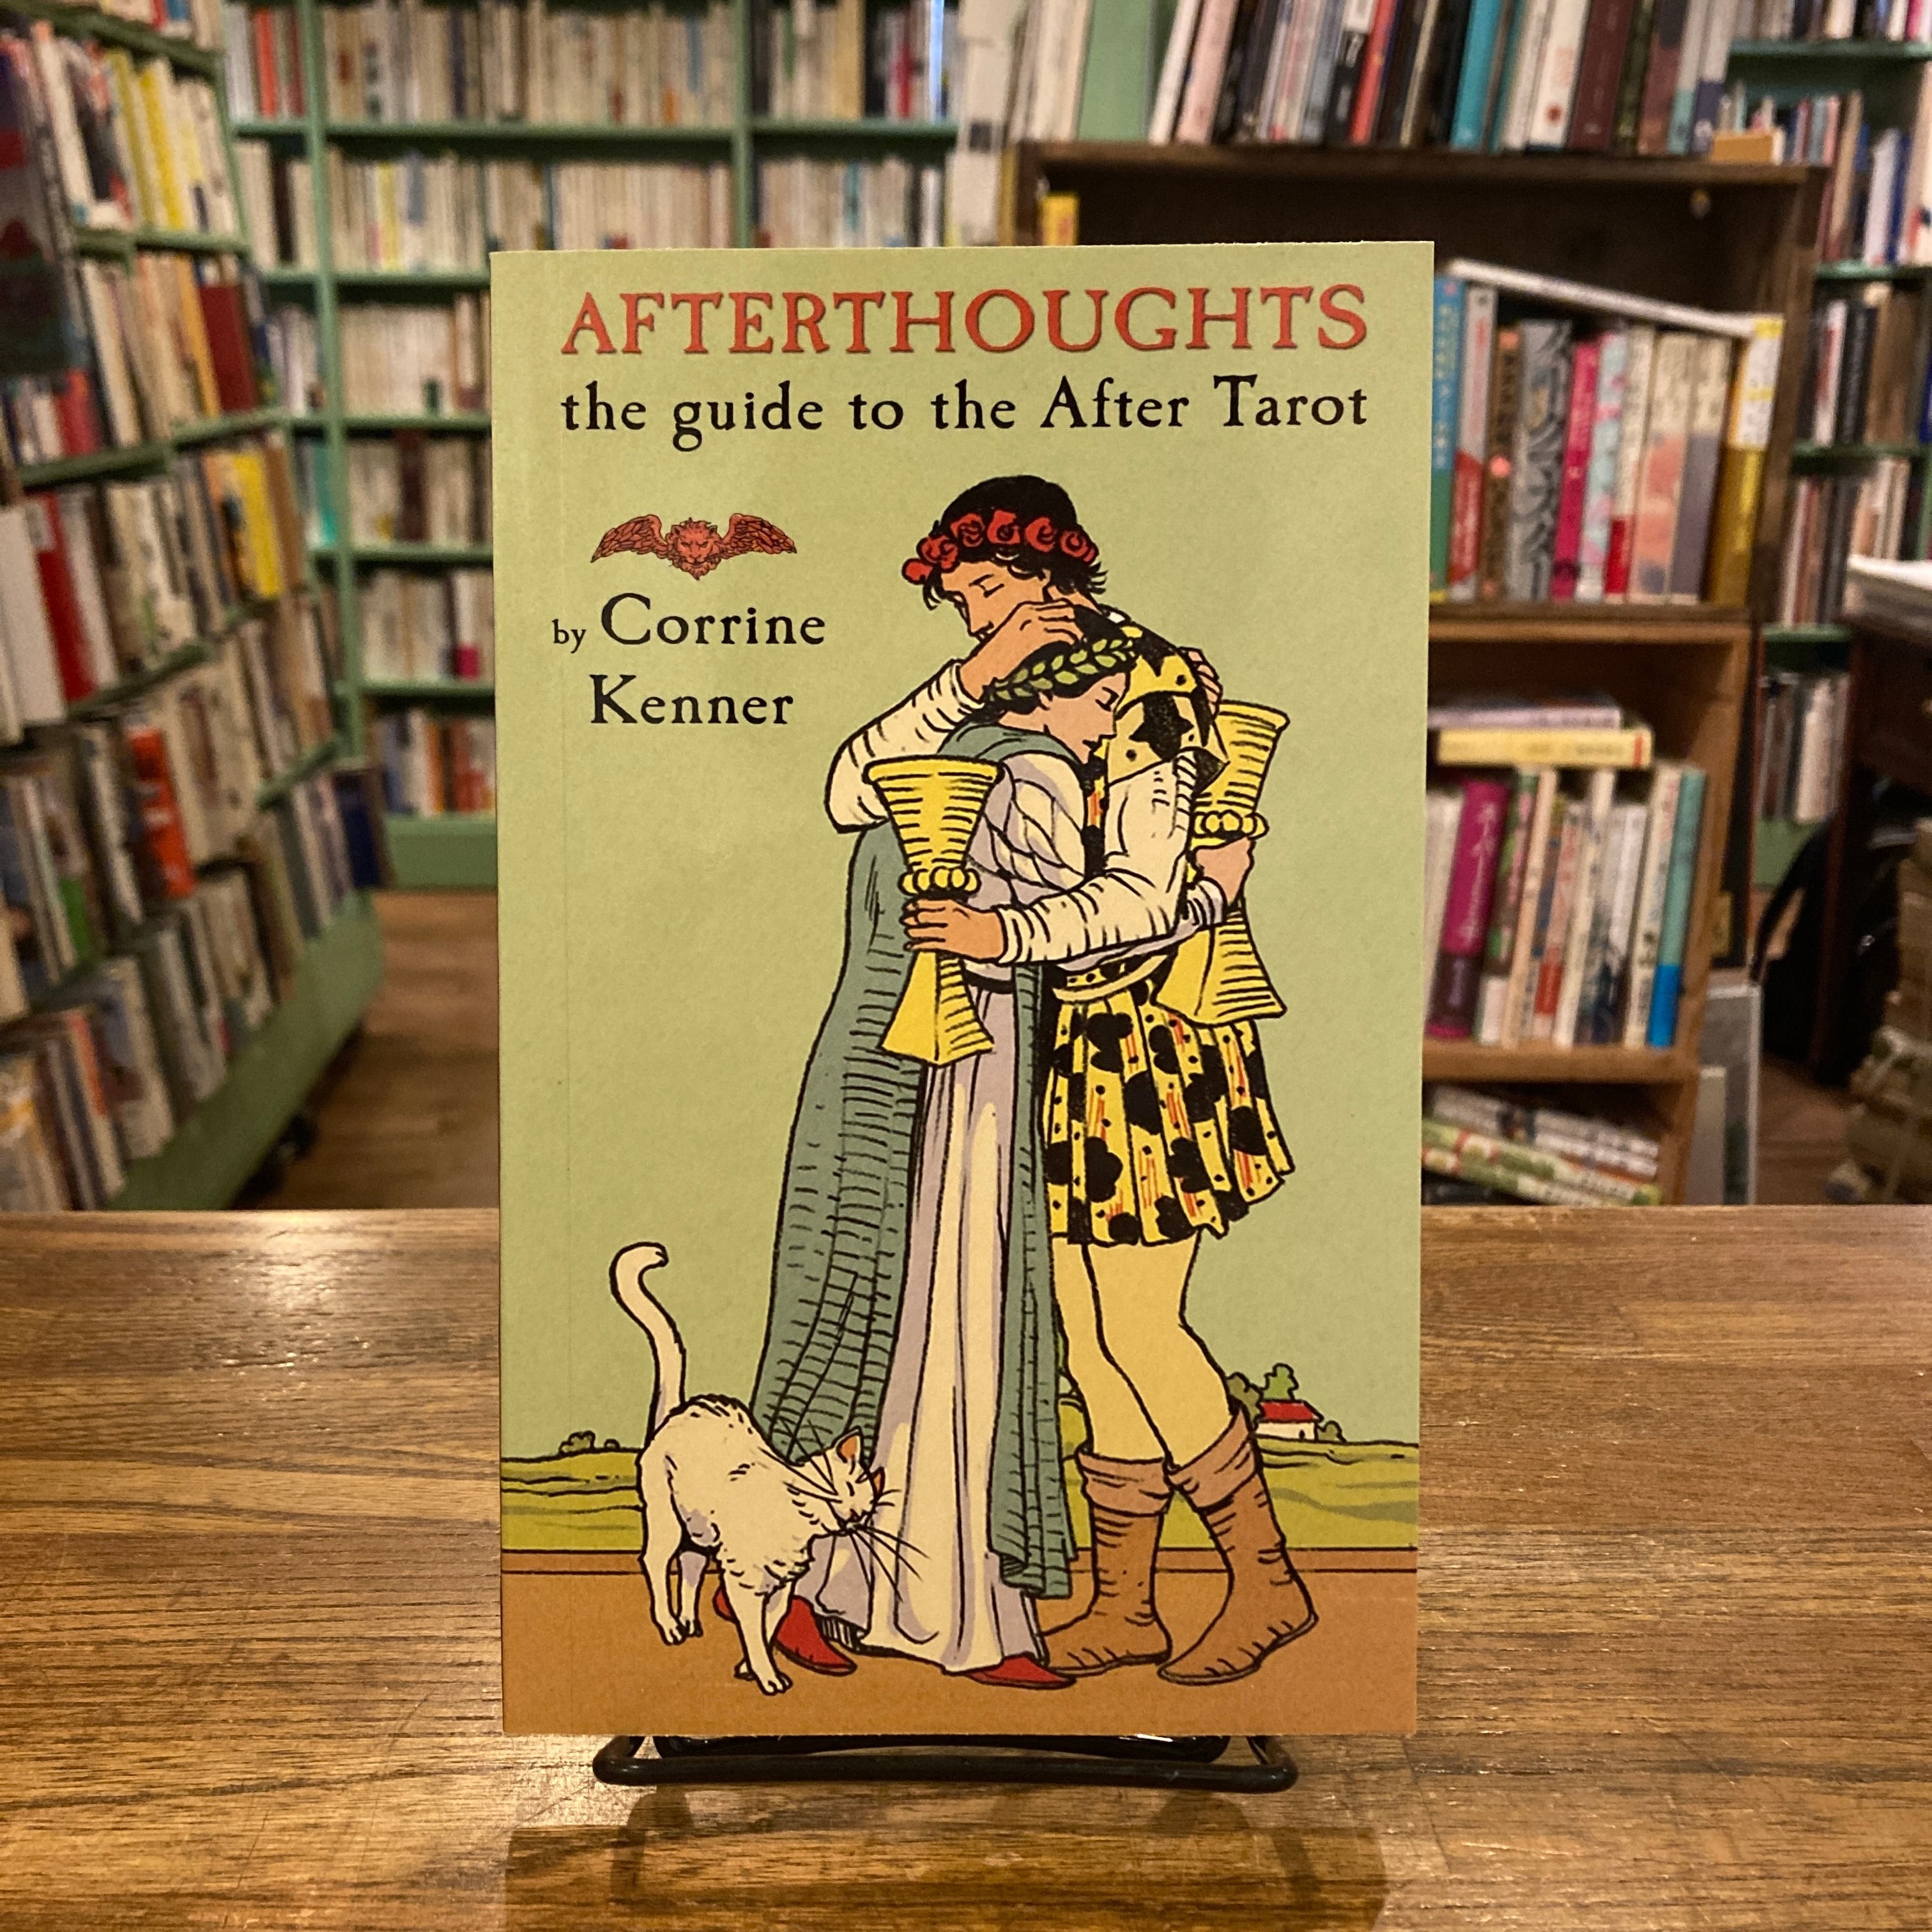 AFTERTHOUGHTS
the guide to the After Tarot
by Corrine
Kenner